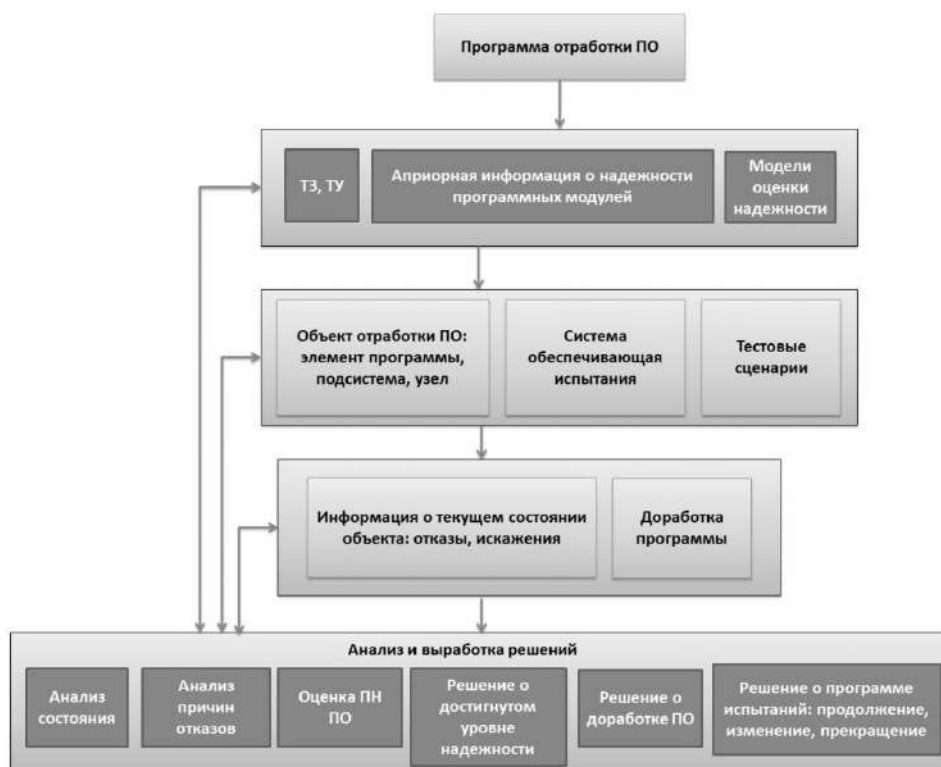 Программа отработки ПО
ТЗ, ТУ
Априорная информация о надежности
программных модулей
Модели
оценки
надежности
Объект отработки ПО:
элемент программы,
подсистема, узел
Система
обеспечивающая
испытания
Тестовые
сценарии
Информация о текущем состоянии
объекта: отказы, искажения
Доработка
программы
Анализ и выработка решений
Анализ
состояния
Анализ
причин
отказов
Оценка ПН
ПО
Решение о
достигнутом
уровне
надежности
Решение о
доработке ПО
Решение о программе
испытаний: продолжение,
изменение, прекращение